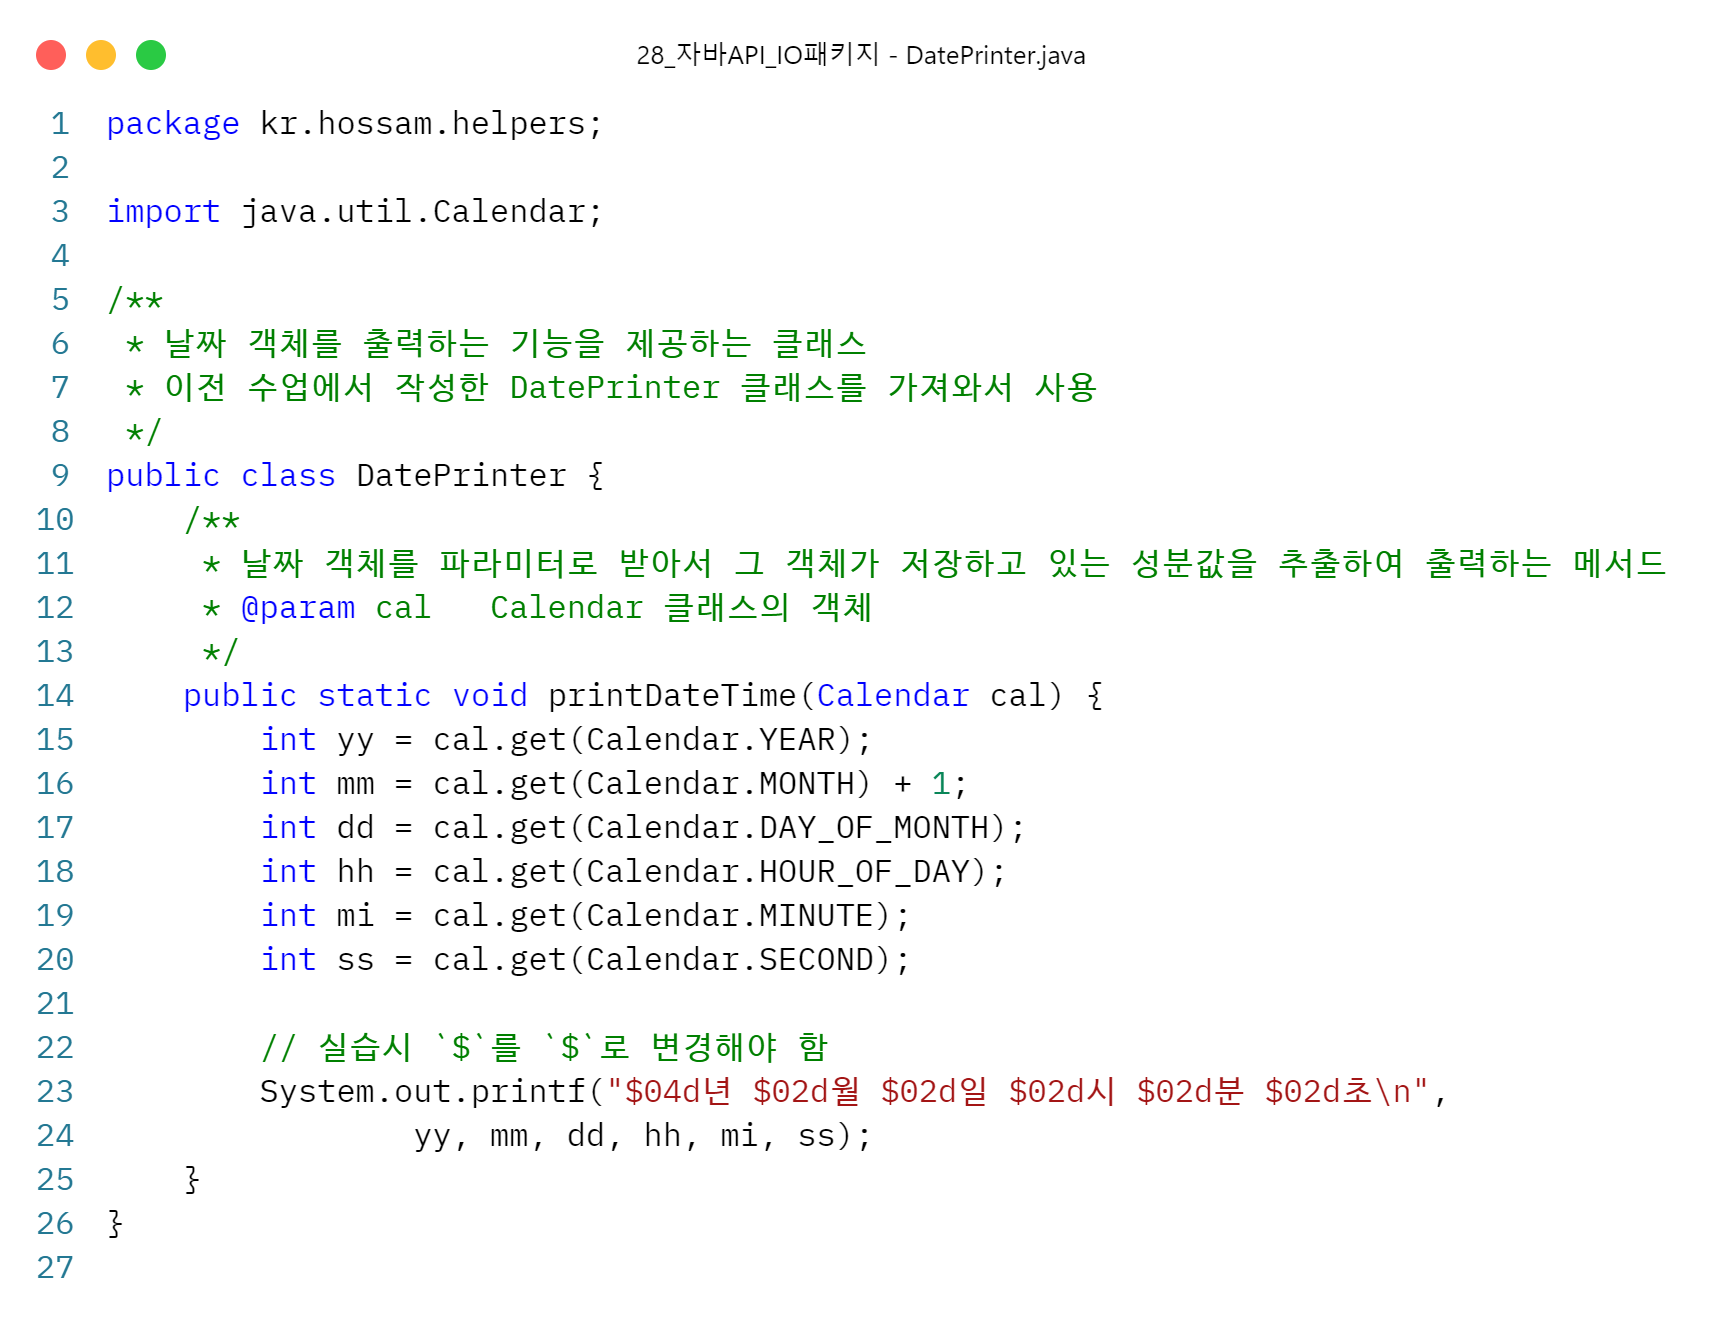 28_자바API_IO패키지 - DatePrinter.java
1 package kr.hossam.helpers;
2
3 import java.util.Calendar;
4
5 /**
6  * 날짜 객체를 출력하는 기능을 제공하는 클래스
7  * 이전 수업에서 작성한 DatePrinter 클래스를 가져와서 사용
8  */
9 public class DatePrinter {
10     /**
11      * 날짜 객체를 파라미터로 받아서 그 객체가 저장하고 있는 성분값을 추출하여 출력하는 메서드
12      * @param cal   Calendar 클래스의 객체
13      */
14     public static void printDateTime(Calendar cal) {
15         int yy = cal.get(Calendar.YEAR);
16         int mm = cal.get(Calendar.MONTH) + 1;
17         int dd = cal.get(Calendar.DAY_OF_MONTH);
18         int hh = cal.get(Calendar.HOUR_OF_DAY);
19         int mi = cal.get(Calendar.MINUTE);
20         int ss = cal.get(Calendar.SECOND);
21
22         // 실습시 `$`를 `$`로 변경해야 함
23         System.out.printf("$04d년 $02d월 $02d일 $02d시 $02d분 $02d초\n",
24                 yy, mm, dd, hh, mi, ss);
25     }
26 }
27